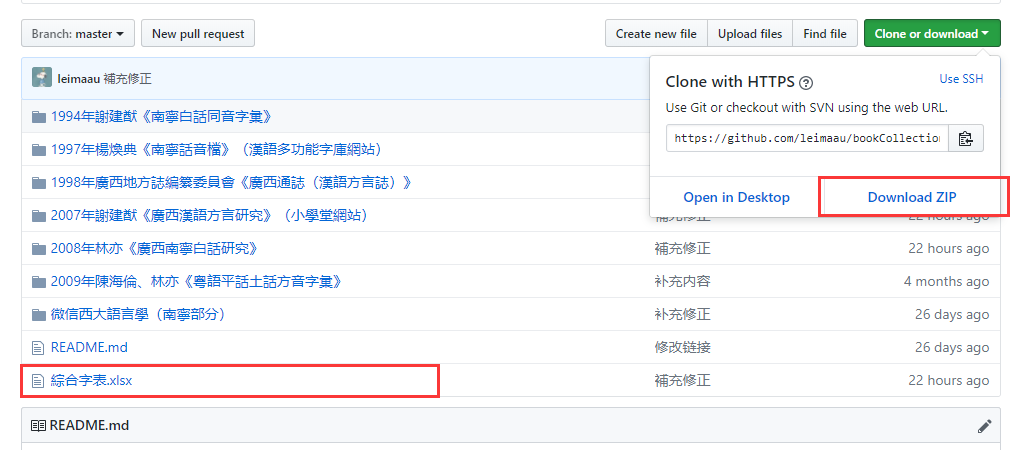 Branch: master
New pull request
Create new file
Upload files
Find file
Clone or download
leimaau 補充修正
Clone with HTTPS
Use SSH
Use Git or checkout with SVN using the web URL.
https://github.com/leimaau/bookCollection
Open in Desktop
Download ZIP
1994年謝建猷《南寧白話同音字彙》
1997年楊煥典《南寧話音檔》（漢語多功能字庫網站）
1998年廣西地方誌編纂委員會《廣西通誌（漢語方言誌）》
2007年謝建猷《廣西漢語方言研究》（小學堂網站） 補充修正 22 hours ago
2008年林亦《廣西南寧白話研究》 補充修正 22 hours ago
2009年陳海倫、林亦《粵語平話土話方音字彙》 补充内容 4 months ago
微信西大語言學（南寧部分） 补充修正 26 days ago
README.md 修改链接 26 days ago
綜合字表.xlsx 補充修正 22 hours ago
README.md